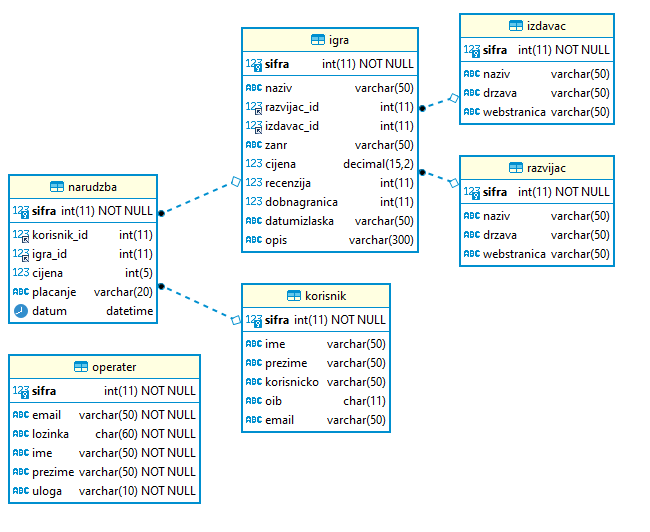 igra
123 sifra int(11) NOT NULL
ABC naziv varchar(50)
123 razvijac_id int(11)
123 izdavac_id int(11)
ABC zanr varchar(50)
123 cijena decimal(15,2)
123 recenzija int(11)
123 dobnagranica int(11)
ABC datumizlaska varchar(50)
ABC opis varchar(300)
izdavac
123 sifra int(11) NOT NULL
ABC naziv varchar(50)
ABC drzava varchar(50)
ABC webstranica varchar(50)
razvijac
123 sifra int(11) NOT NULL
ABC naziv varchar(50)
ABC drzava varchar(50)
ABC webstranica varchar(50)
narudzba
123 sifra int(11) NOT NULL
123 korisnik_id int(11)
123 igra_id int(11)
123 cijena int(5)
ABC placanje varchar(20)
datum datetime
korisnik
123 sifra int(11) NOT NULL
ABC ime varchar(50)
ABC prezime varchar(50)
ABC korisnicko varchar(50)
ABC oib char(11)
ABC email varchar(50)
operater
123 sifra int(11) NOT NULL
ABC email varchar(50) NOT NULL
ABC lozinka char(60) NOT NULL
ABC ime varchar(50) NOT NULL
ABC prezime varchar(50) NOT NULL
ABC uloga varchar(10) NOT NULL